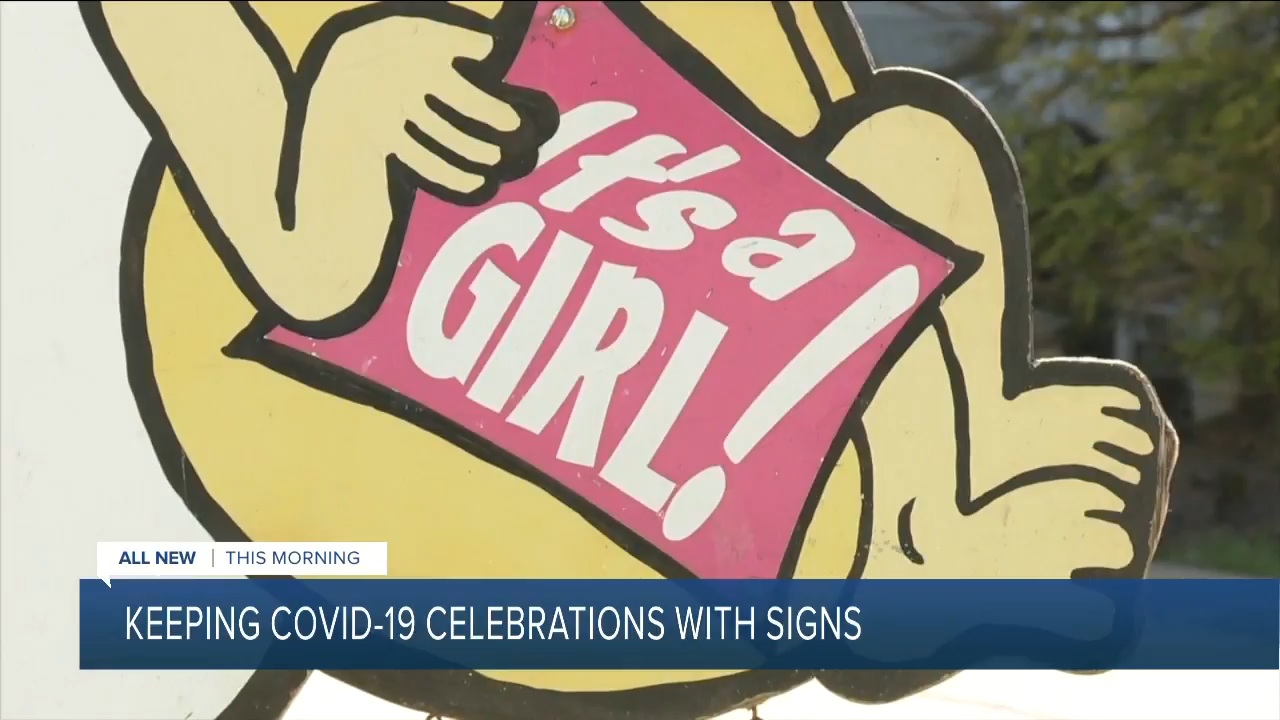 It's a
GIRL!
ALL NEW | THIS MORNING
KEEPING COVID-19 CELEBRATIONS WITH SIGNS